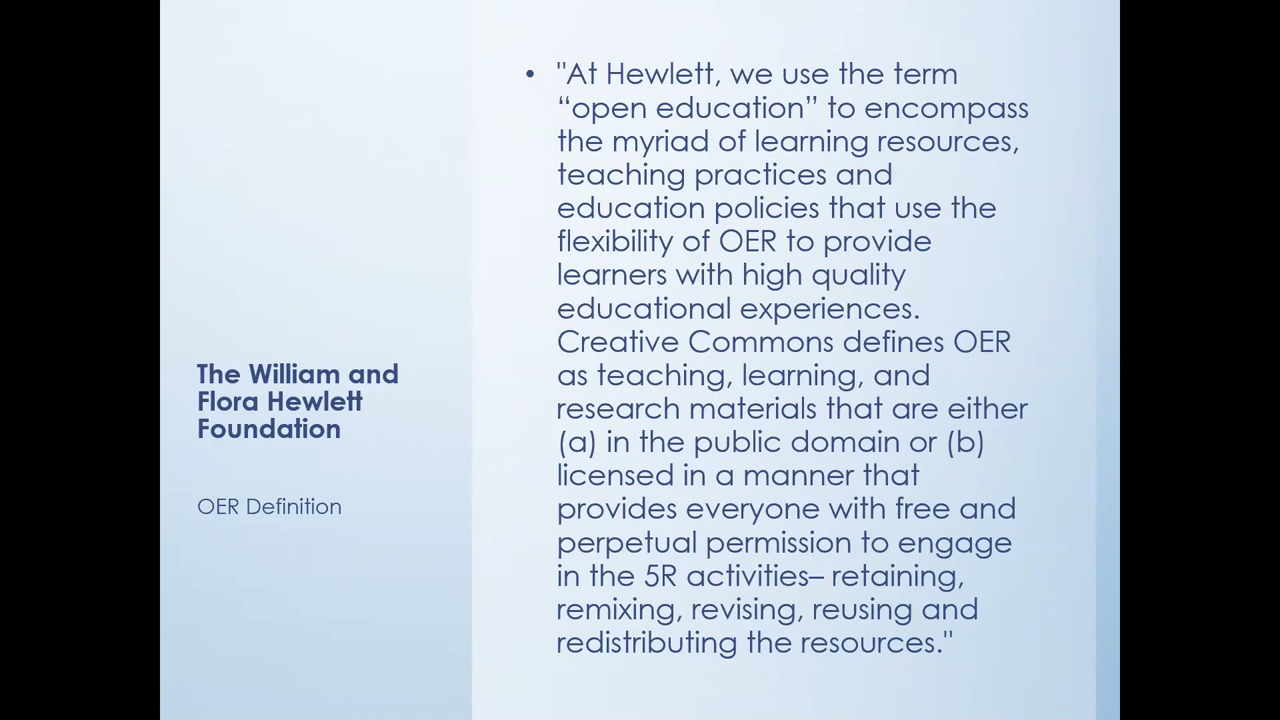 The William and
Flora Hewlett
Foundation
OER Definition
• "At Hewlett, we use the term
“open education” to encompass
the myriad of learning resources,
teaching practices and
education policies that use the
flexibility of OER to provide
learners with high quality
educational experiences.
Creative Commons defines OER
as teaching, learning, and
research materials that are either
(a) in the public domain or (b)
licensed in a manner that
provides everyone with free and
perpetual permission to engage
in the 5R activities– retaining,
remixing, revising, reusing and
redistributing the resources."